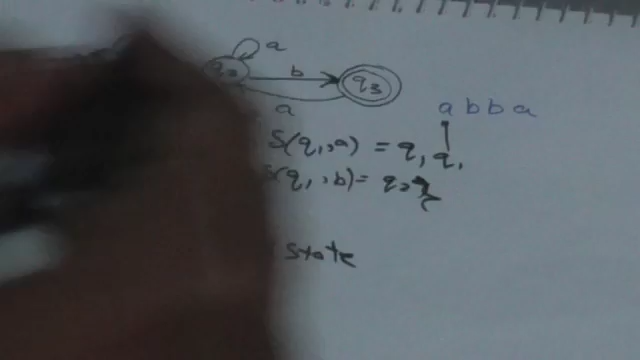 a
q2 b q3
a
a b b a
δ(q1,a) = q1 q1
δ(q1,b) = q2
state